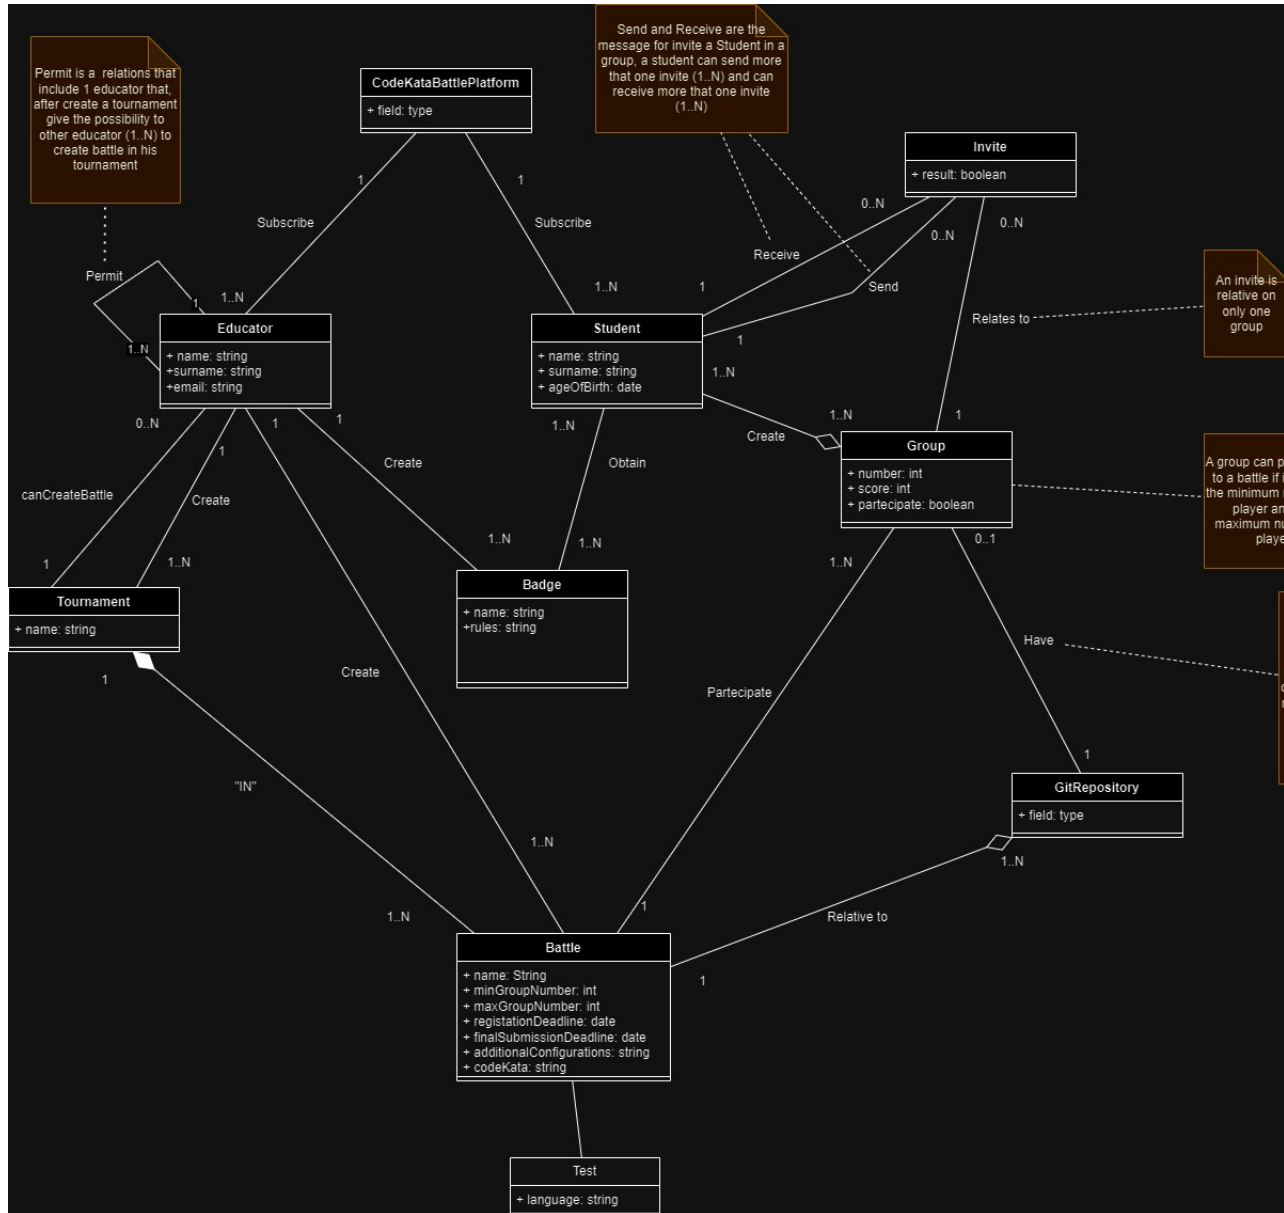 Permit is a relations that
include 1 educator that,
after create a tournament
give the possibility to
other educator (1..N) to
create battle in his
tournament
CodeKataBattlePlatform
+ field: type
Send and Receive are the
message for invite a Student in a
group, a student can send more
that one invite (1..N) and can
receive more that one invite
(1..N)
Invite
+ result: boolean
1
1
0..N
0..N
0..N
Subscribe
Subscribe
Receive
Permit
Send
An invite is
relative on
only one
group
1
1..N
1..N
1
Relates to
Educator
+ name: string
+surname: string
+email: string
1..N
Student
+ name: string
+ surname: string
+ ageOfBirth: date
1
1..N
0..N
1
1
1
1..N
1..N
1
Create
Group
+ number: int
+ score: int
+ partecipate: boolean
A group can p
to a battle if i
the minimum
player an
maximum nu
playe
canCreateBattle
Create
Create
Obtain
1
1..N
1..N
1..N
1..N
0..1
Tournament
+ name: string
Badge
+ name: string
+rules: string
Have
1
Create
Partecipate
1
"IN"
GitRepository
+ field: type
1..N
1..N
1..N
1
Relative to
1
Battle
+ name: String
+ minGroupNumber: int
+ maxGroupNumber: int
+ registationDeadline: date
+ finalSubmissionDeadline: date
+ additionalConfigurations: string
+ codeKata: string
Test
+ language: string